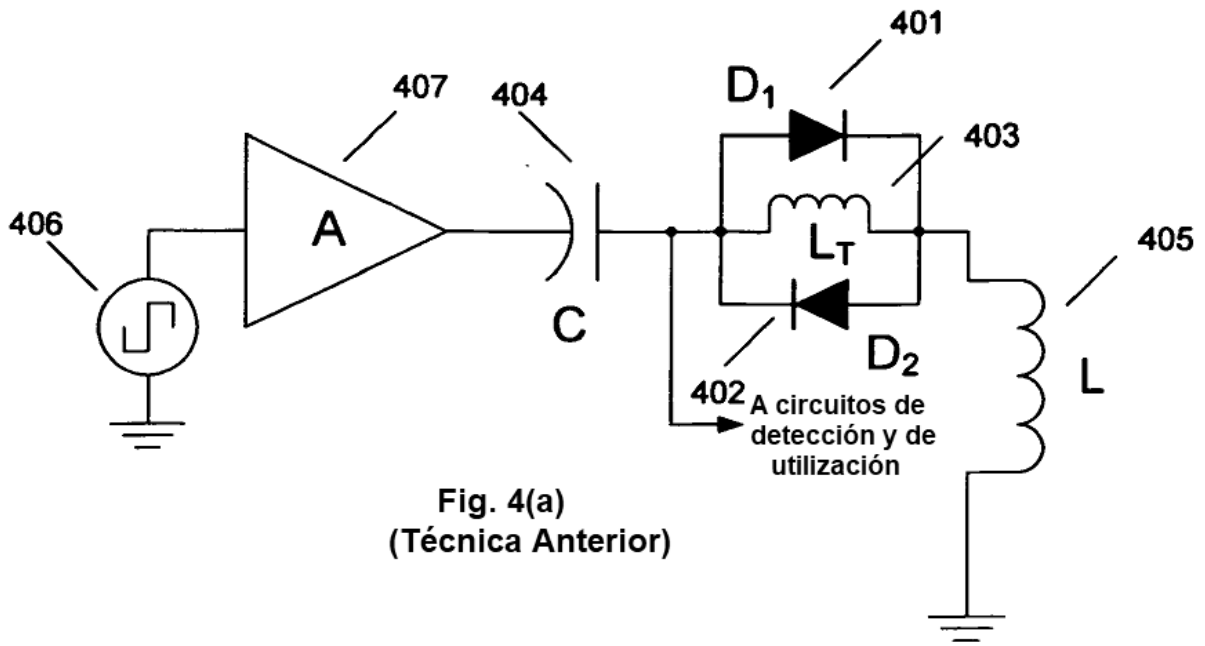 401
407
404
D1
403
406
A
LT
405
C
D2
L
402
A circuitos de
detección y de
utilización
Fig. 4(a)
(Técnica Anterior)